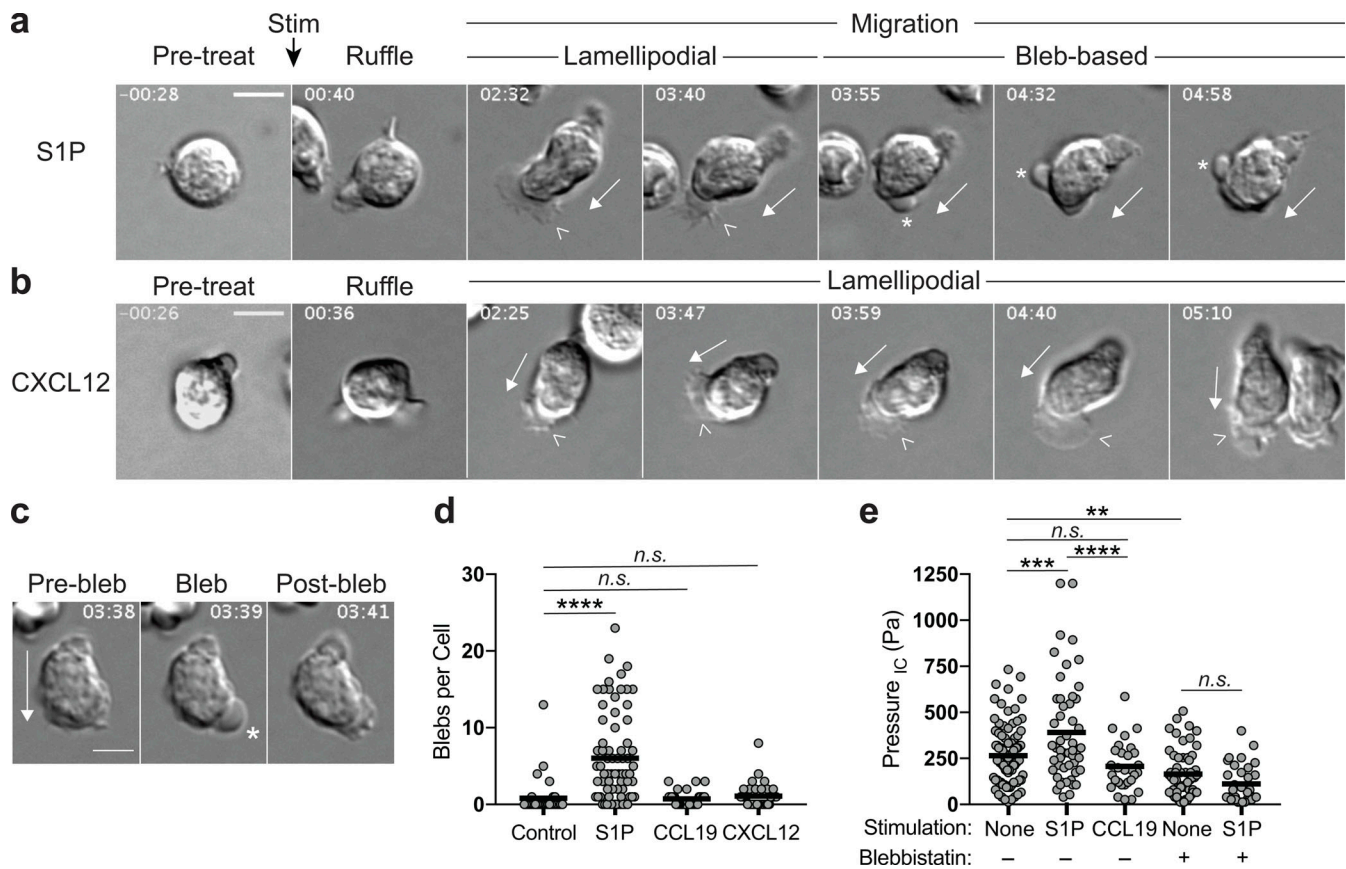 a
Stim
Migration
Pre-treat
Ruffle
Lamellipodial
Bleb-based
S1P
–00:28
00:40
02:32
03:40
03:55
04:32
04:58
*
*
*
b
Pre-treat
Ruffle
Lamellipodial
CXCL12
–00:26
00:36
02:25
03:47
03:59
04:40
05:10
c
Pre-bleb
Bleb
Post-bleb
03:38
03:39
03:41
*
d
n.s.
n.s.
****
Blebs per Cell
30
20
10
0
Control
S1P
CCL19
CXCL12
e
**
n.s.
***
****
n.s.
Pressure IC (Pa)
1250
1000
750
500
250
0
Stimulation: None S1P CCL19 None S1P
Blebbistatin: – – – + +